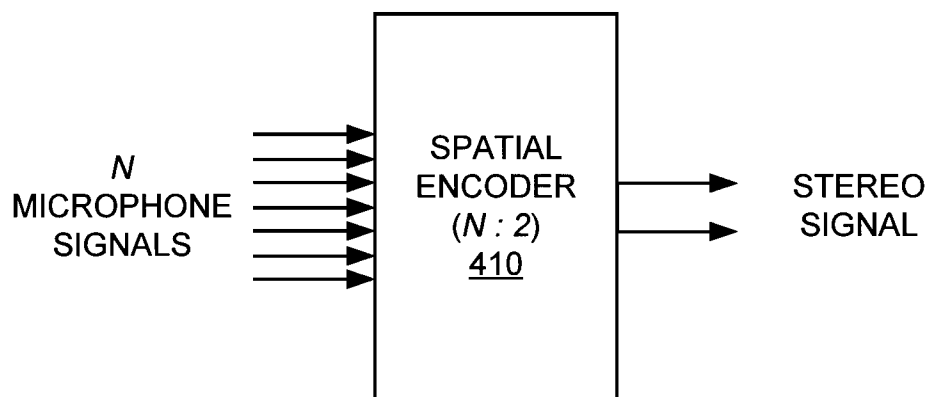 N
MICROPHONE
SIGNALS
SPATIAL
ENCODER
(N : 2)
410
STEREO
SIGNAL